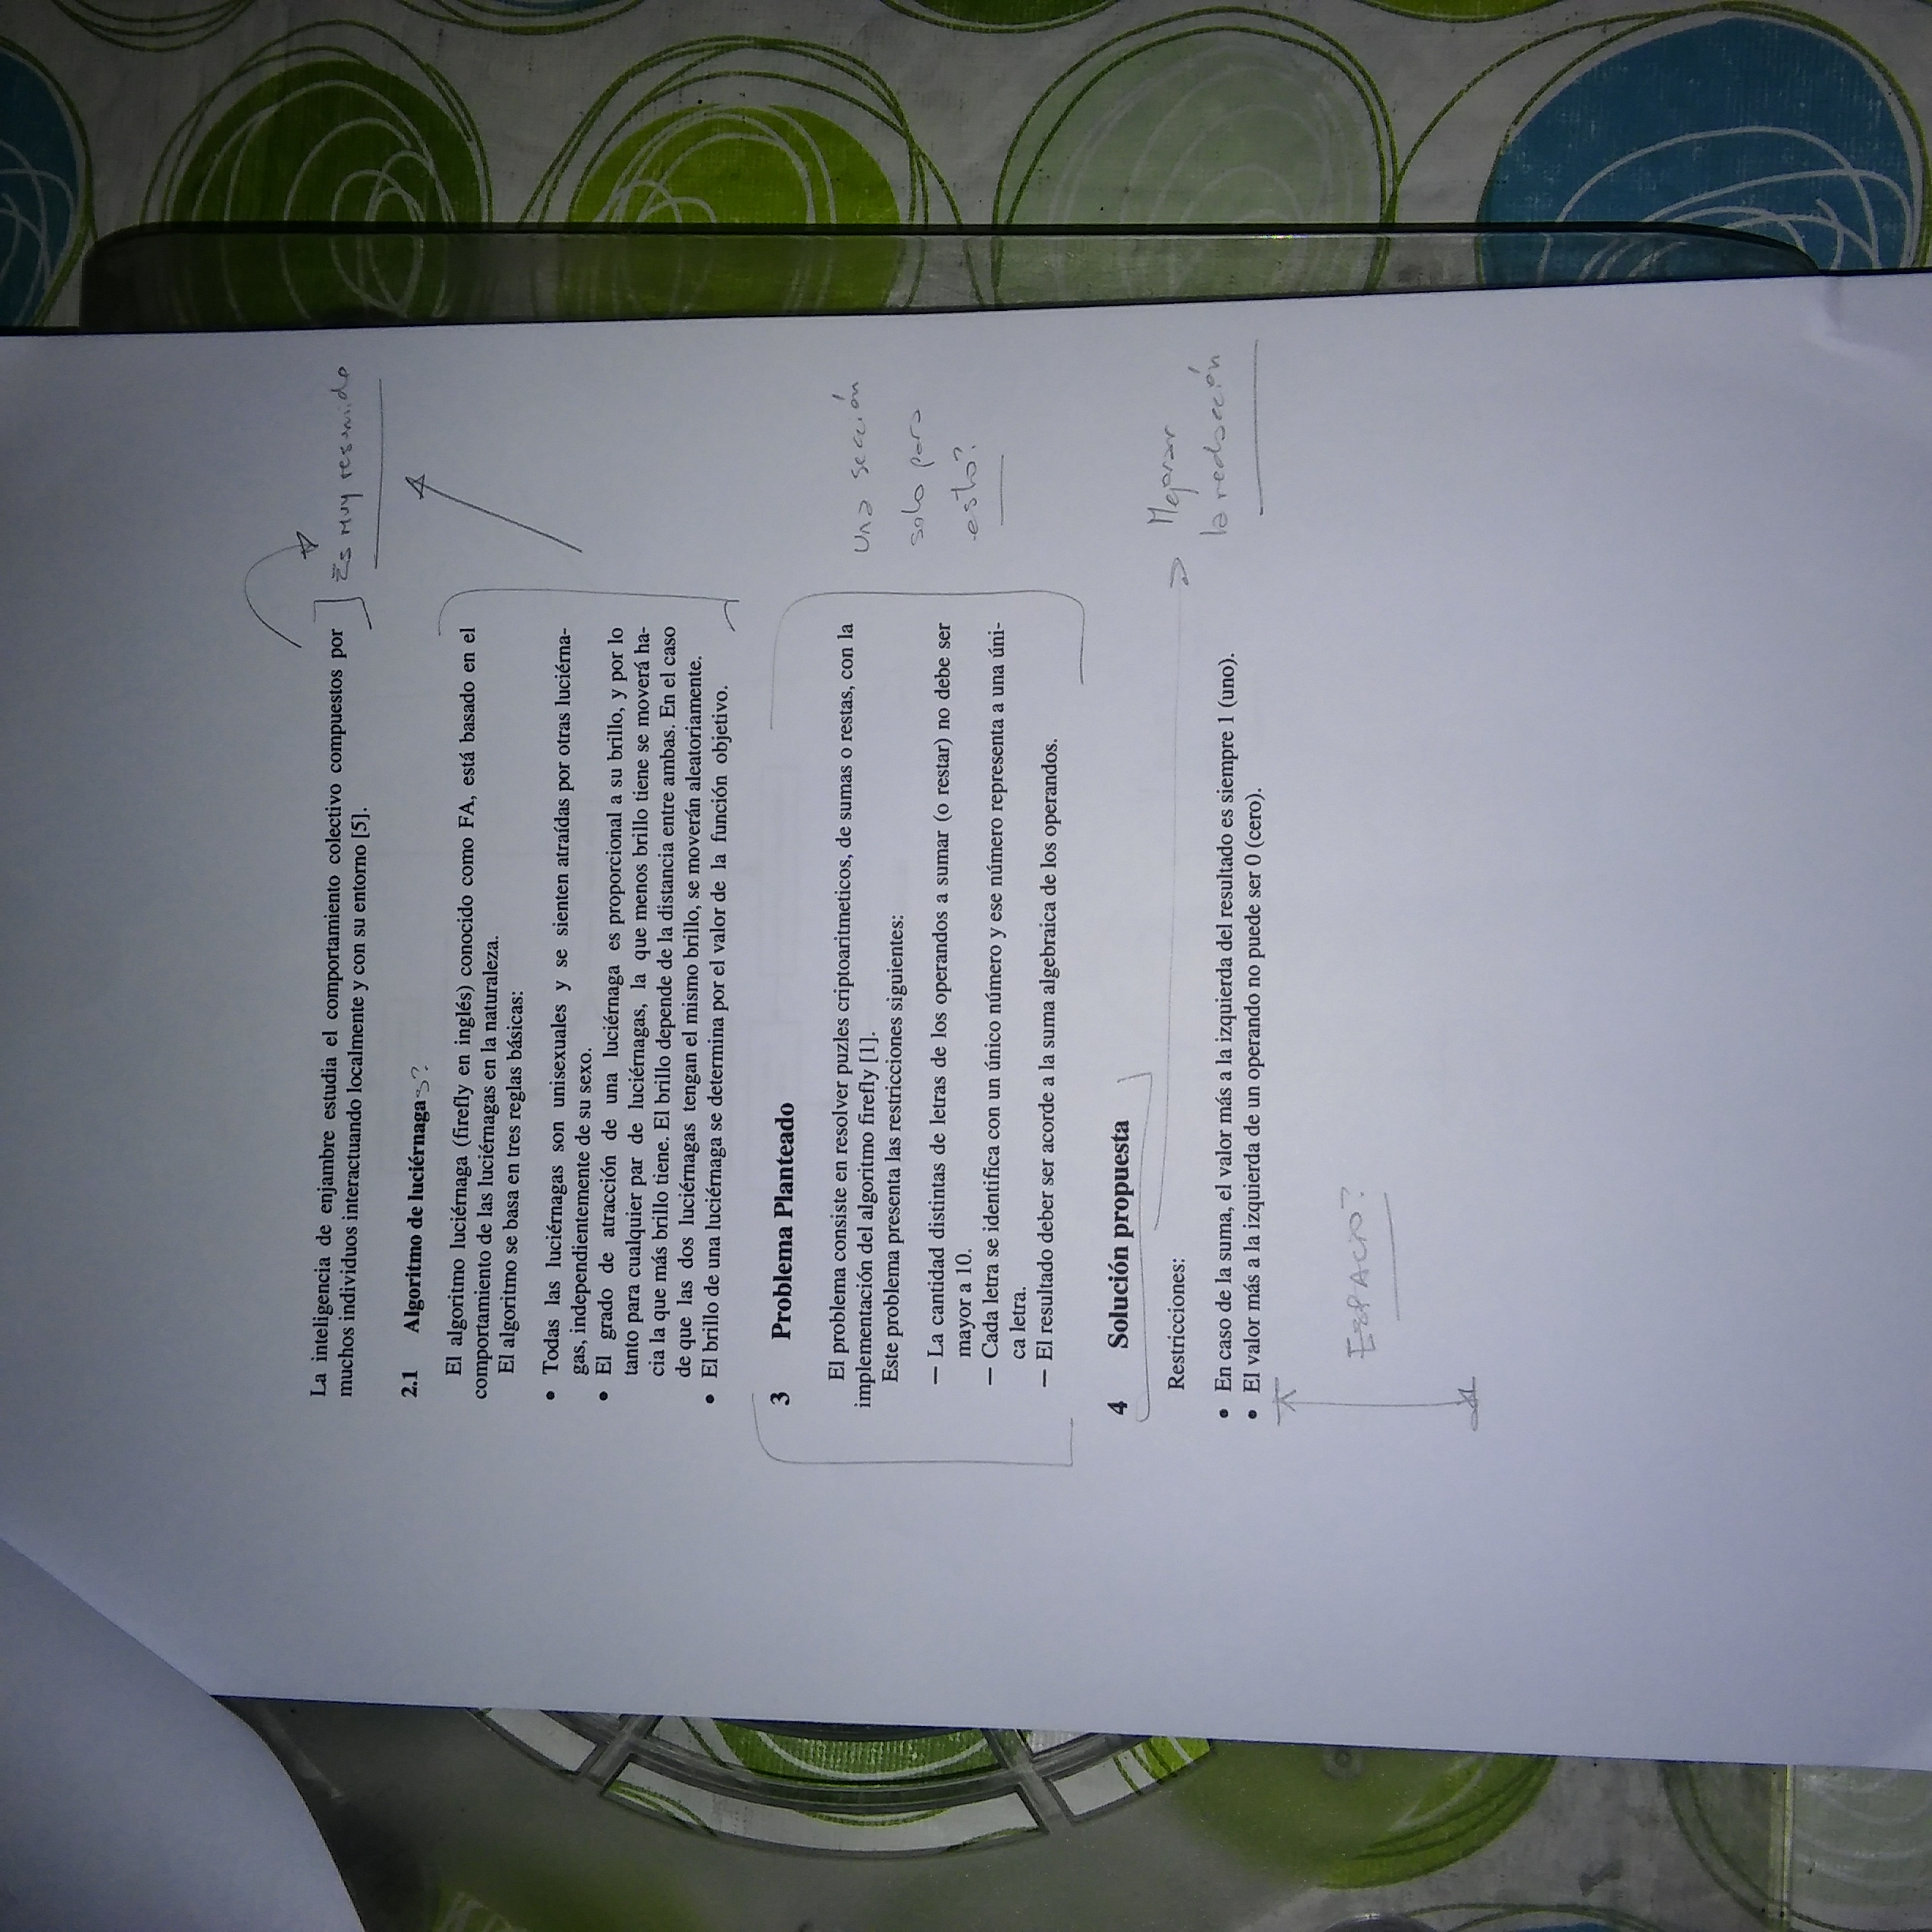 La inteligencia de enjambre estudia el comportamiento colectivo compuestos por
muchos individuos interactuando localmente y con su entorno [5].
Es muy resumido
2.1 Algoritmo de luciérnagas?
El algoritmo luciérnaga (firefly en inglés) conocido como FA, está basado en el
comportamiento de las luciérnagas en la naturaleza.
El algoritmo se basa en tres reglas básicas:
• Todas las luciérnagas son unisexuales y se sienten atraídas por otras luciérna-
gas, independientemente de su sexo.
• El grado de atracción de una luciérnaga es proporcional a su brillo, y por lo
tanto para cualquier par de luciérnagas, la que menos brillo tiene se moverá ha-
cia la que más brillo tiene. El brillo depende de la distancia entre ambas. En el caso
de que las dos luciérnagas tengan el mismo brillo, se moverán aleatoriamente.
• El brillo de una luciérnaga se determina por el valor de la función objetivo.
3 Problema Planteado
El problema consiste en resolver puzles criptoaritmeticos, de sumas o restas, con la
implementación del algoritmo firefly [1].
Este problema presenta las restricciones siguientes:
— La cantidad distintas de letras de los operandos a sumar (o restar) no debe ser
mayor a 10.
— Cada letra se identifica con un único número y ese número representa a una úni-
ca letra.
— El resultado deber ser acorde a la suma algebraica de los operandos.
Una sección
solo para
esto?
4 Solución propuesta
Mejorar
la redacción
Restricciones:
• En caso de la suma, el valor más a la izquierda del resultado es siempre 1 (uno).
• El valor más a la izquierda de un operando no puede ser 0 (cero).
ESPACIO?